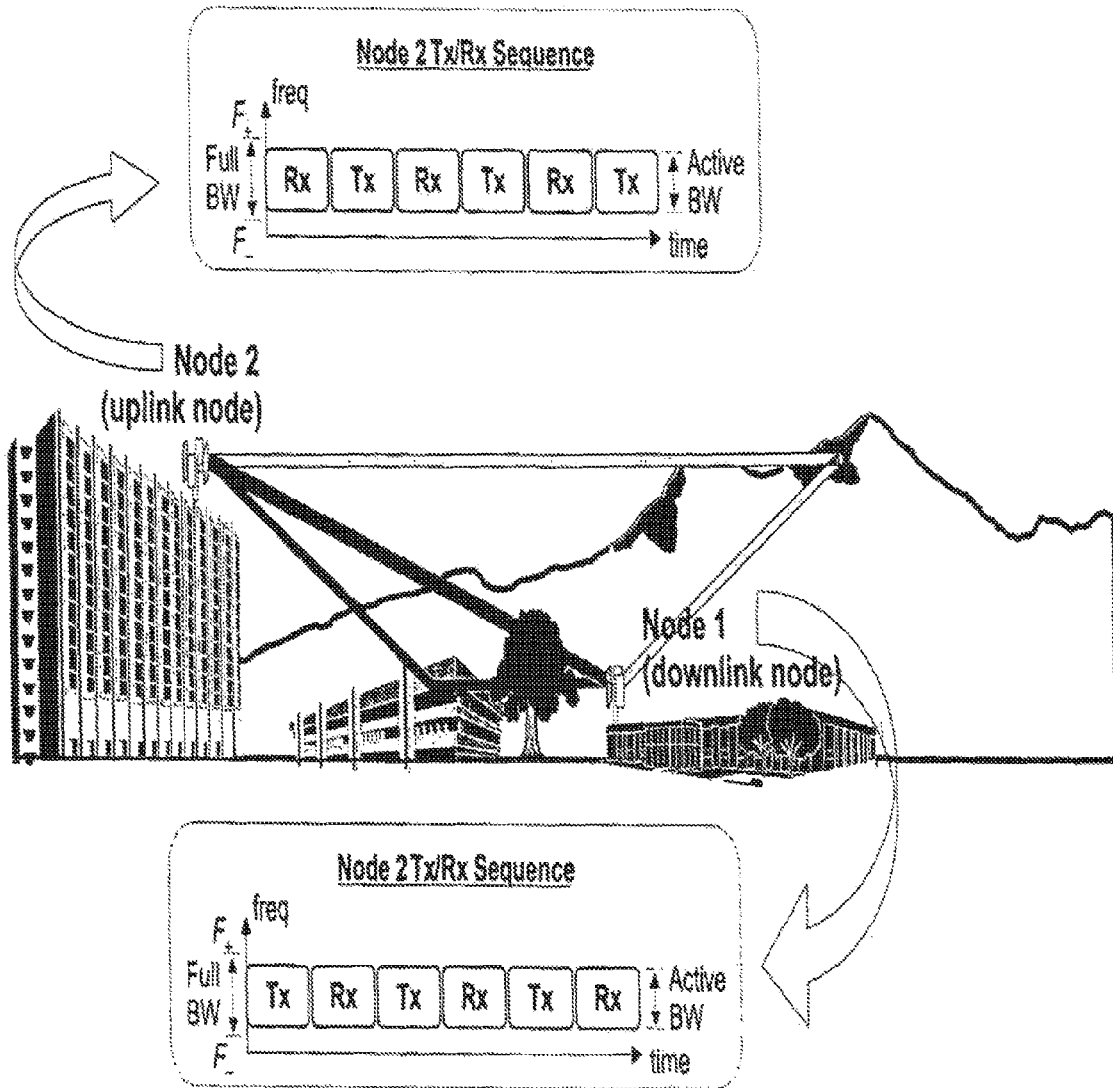 Node 2 Tx/Rx Sequence
freq
F+
Full BW
Rx Tx Rx Tx Rx Tx
Active BW
F-
time
Node 2
(uplink node)
Node 1
(downlink node)
Node 2 Tx/Rx Sequence
freq
F+
Full BW
Tx Rx Tx Rx Tx Rx
Active BW
F-
time